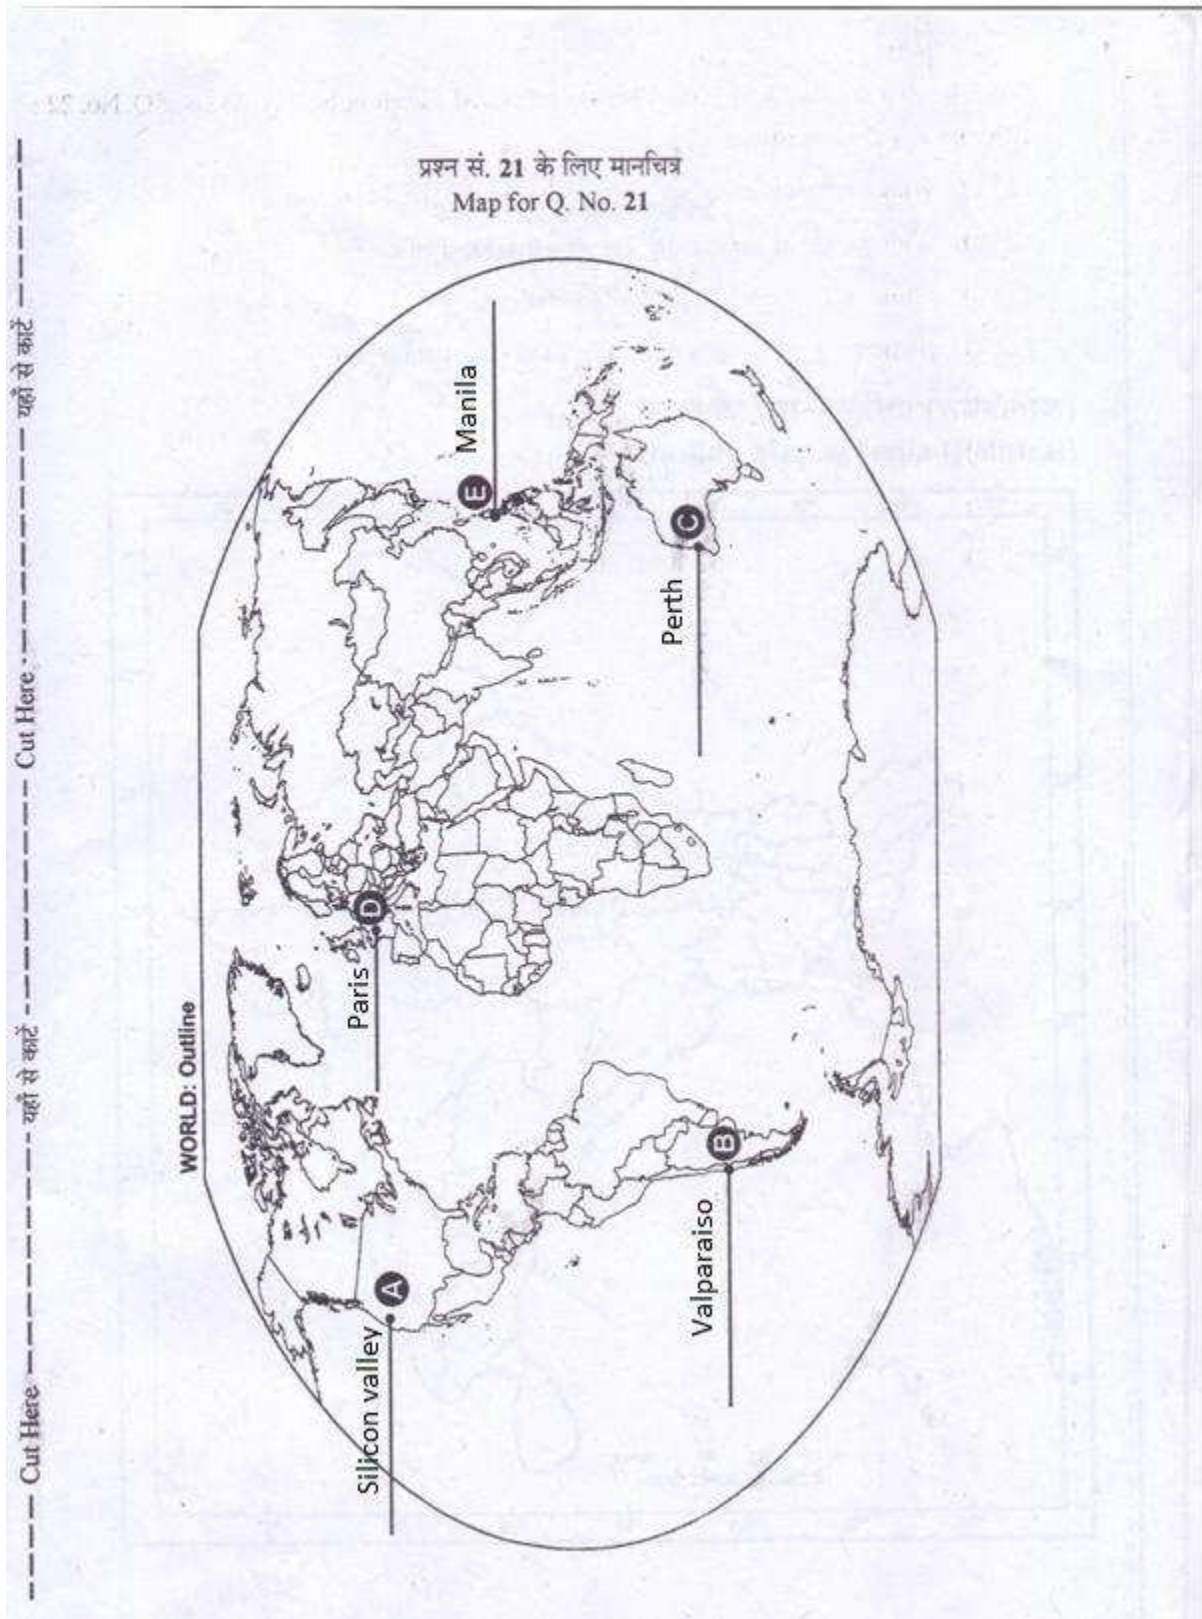 प्रश्न सं. 21 के लिए मानचित्र
Map for Q. No. 21
Cut Here यहाँ से काटें Cut Here यहाँ से काटें
WORLD: Outline
Silicon valley
A
Valparaiso
B
Paris
D
Perth
C
Manila
E